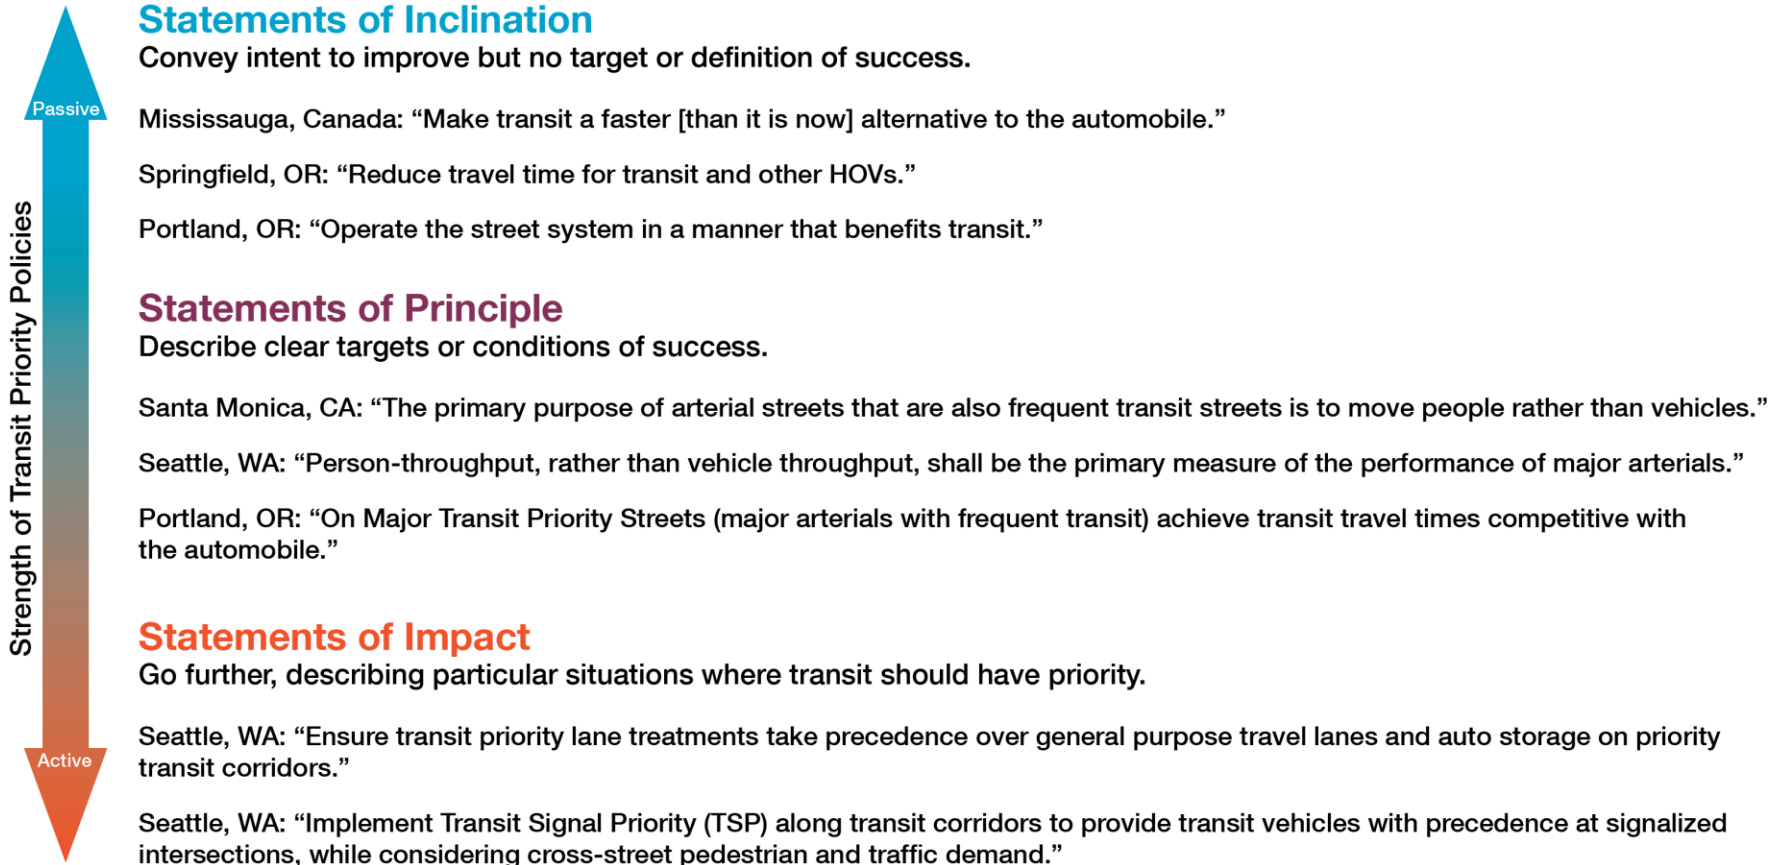 Strength of Transit Priority Policies
Passive
Active
Statements of Inclination
Convey intent to improve but no target or definition of success.
Mississauga, Canada: “Make transit a faster [than it is now] alternative to the automobile.”
Springfield, OR: “Reduce travel time for transit and other HOVs.”
Portland, OR: “Operate the street system in a manner that benefits transit.”
Statements of Principle
Describe clear targets or conditions of success.
Santa Monica, CA: “The primary purpose of arterial streets that are also frequent transit streets is to move people rather than vehicles.”
Seattle, WA: “Person-throughput, rather than vehicle throughput, shall be the primary measure of the performance of major arterials.”
Portland, OR: “On Major Transit Priority Streets (major arterials with frequent transit) achieve transit travel times competitive with
the automobile.”
Statements of Impact
Go further, describing particular situations where transit should have priority.
Seattle, WA: “Ensure transit priority lane treatments take precedence over general purpose travel lanes and auto storage on priority
transit corridors.”
Seattle, WA: “Implement Transit Signal Priority (TSP) along transit corridors to provide transit vehicles with precedence at signalized
intersections, while considering cross-street pedestrian and traffic demand.”